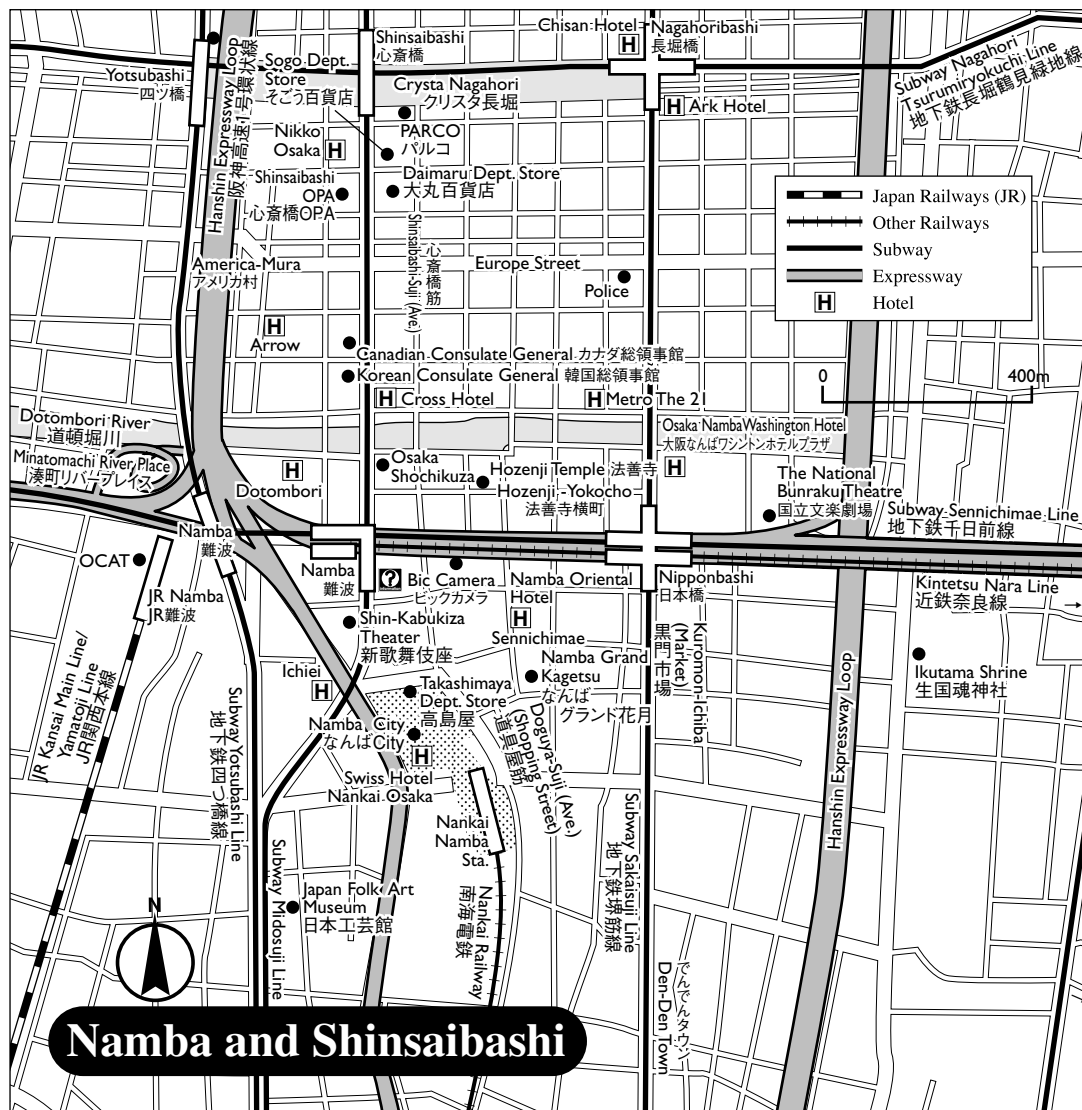 Chisan Hotel
H
Nagahoribashi
長堀橋
Shinsaibashi
心斎橋
Yotsubashi
四ツ橋
Hanshin Expressway Loop
阪神高速1号環状線
Sogo Dept.
Store
そごう百貨店
Crysta Nagahori
クリスタ長堀
Subway Nagahori
Tsurumiryokuchi Line
地下鉄長堀鶴見緑地線
H Ark Hotel
PARCO
パルコ
Nikko
Osaka H
Daimaru Dept. Store
大丸百貨店
Shinsaibashi
OPA
心斎橋OPA
Shinsaibashi-Suji (Ave.)
心斎橋筋
Japan Railways (JR)
Other Railways
Subway
Expressway
H Hotel
America-Mura
アメリカ村
Europe Street
Police
H
Arrow
Canadian Consulate General カナダ総領事館
Korean Consulate General 韓国総領事館
H Cross Hotel
H Metro The 21
0 400m
Dotombori River
道頓堀川
Minatomachi River Place
湊町リバープレイス
Osaka NambaWashington Hotel
大阪なんばワシントンホテルプラザ
H
H
Dotombori
Osaka
Shochikuza
Hozenji Temple 法善寺
Hozenji -Yokocho
法善寺横町
The National
Bunraku Theatre
国立文楽劇場
Subway Sennichimae Line
地下鉄千日前線
Namba
難波
OCAT
Namba
難波
?
Bic Camera
ビックカメラ
Namba Oriental
Hotel
H
Nipponbashi
日本橋
Kintetsu Nara Line
近鉄奈良線 →
JR Namba
JR難波
Shin-Kabukiza
Theater
新歌舞伎座
Sennichimae
Namba Grand
Kagetsu
なんば
グランド花月
Kuromon-Ichiba
(Market)
黒門市場
Ikutama Shrine
生国魂神社
Ichiei H
Takashimaya
Dept. Store
高島屋
Namba City
なんばCity
H
Swiss Hotel
Nankai Osaka
Doguya-Suji (Ave.)
(Shopping Street)
道具屋筋
JR Kansai Main Line/
Yamatoji Line
JR関西本線
Subway Yotsubashi Line
地下鉄四つ橋線
Nankai
Namba
Sta.
Subway Sakaisuji Line
地下鉄堺筋線
Hanshin Expressway Loop
Subway Midosuji Line
Japan Folk Art
Museum
日本工芸館
Nankai Railway
南海電鉄
でんでんタウン
Den-Den Town
N
Namba and Shinsaibashi